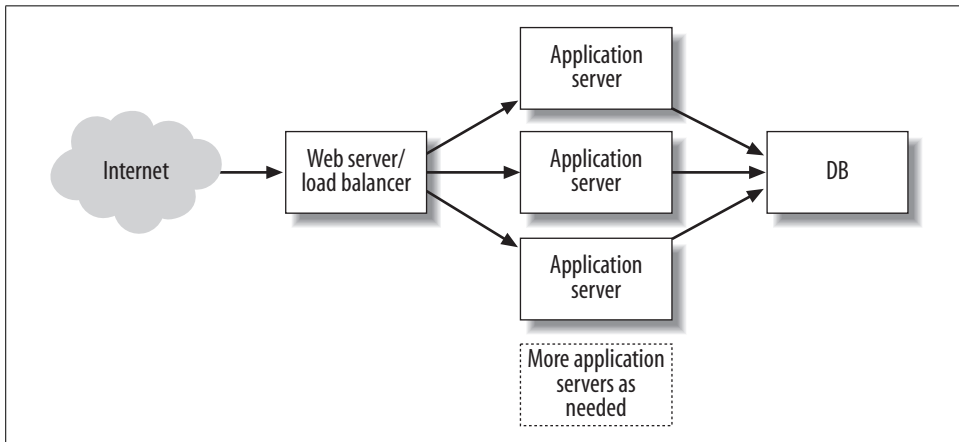 Internet
Web server/
load balancer
Application
server
Application
server
Application
server
More application
servers as
needed
DB